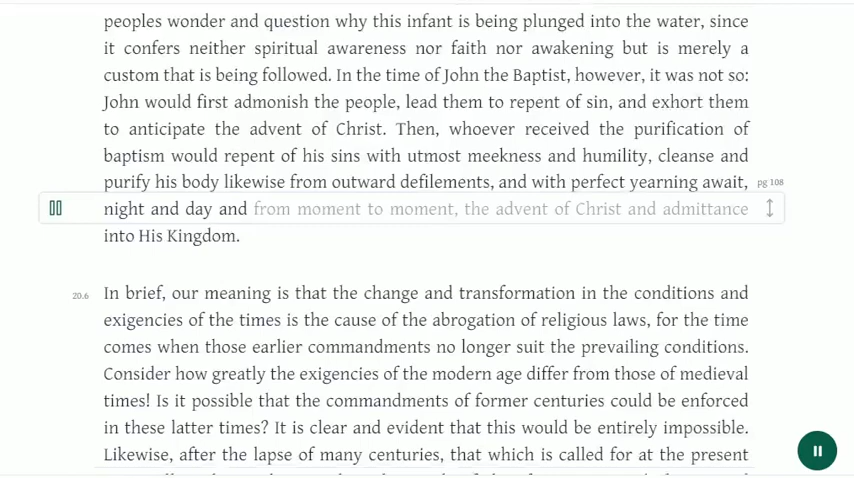 peoples wonder and question why this infant is being plunged into the water, since
it confers neither spiritual awareness nor faith nor awakening but is merely a
custom that is being followed. In the time of John the Baptist, however, it was not so:
John would first admonish the people, lead them to repent of sin, and exhort them
to anticipate the advent of Christ. Then, whoever received the purification of
baptism would repent of his sins with utmost meekness and humility, cleanse and
purify his body likewise from outward defilements, and with perfect yearning await, pg 108
night and day and from moment to moment, the advent of Christ and admittance
into His Kingdom.
20.6 In brief, our meaning is that the change and transformation in the conditions and
exigencies of the times is the cause of the abrogation of religious laws, for the time
comes when those earlier commandments no longer suit the prevailing conditions.
Consider how greatly the exigencies of the modern age differ from those of medieval
times! Is it possible that the commandments of former centuries could be enforced
in these latter times? It is clear and evident that this would be entirely impossible.
Likewise, after the lapse of many centuries, that which is called for at the present